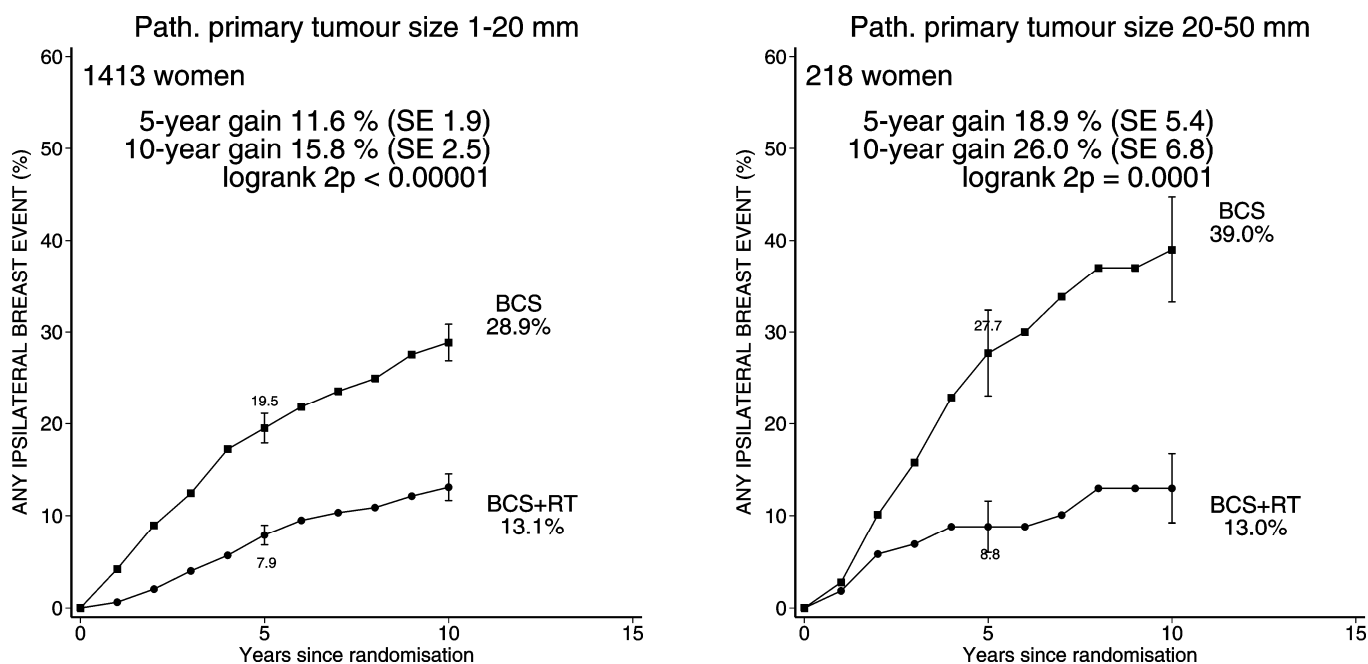 Path. primary tumour size 1-20 mm
1413 women
5-year gain 11.6 % (SE 1.9)
10-year gain 15.8 % (SE 2.5)
logrank 2p < 0.00001
ANY IPSILATERAL BREAST EVENT (%)
60
50
40
30
20
10
0
BCS
28.9%
19.5
BCS+RT
13.1%
7.9
0 5 10 15
Years since randomisation
Path. primary tumour size 20-50 mm
218 women
5-year gain 18.9 % (SE 5.4)
10-year gain 26.0 % (SE 6.8)
logrank 2p = 0.0001
ANY IPSILATERAL BREAST EVENT (%)
60
50
40
30
20
10
0
BCS
39.0%
27.7
BCS+RT
13.0%
8.8
0 5 10 15
Years since randomisation